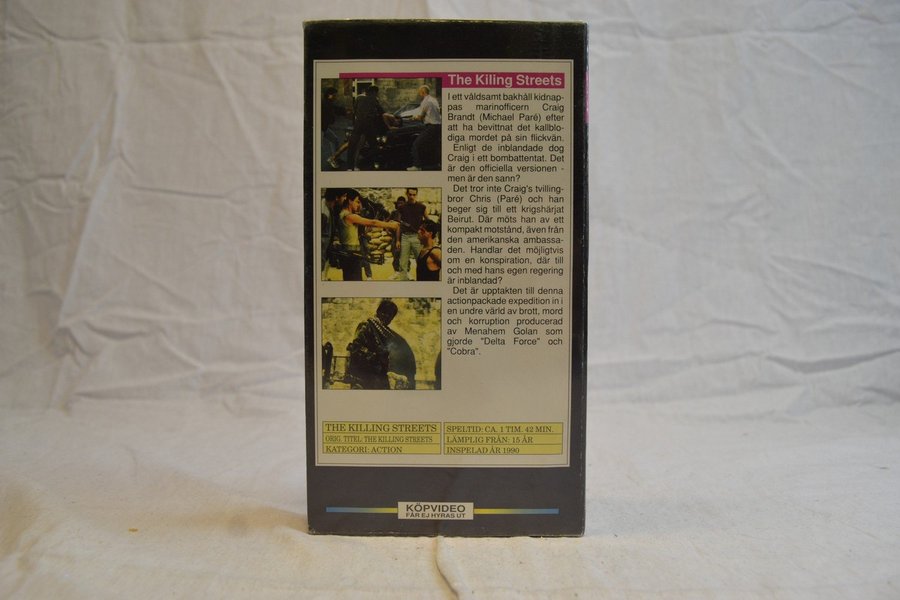 The Kiling Streets
I ett våldsamt bakhåll kidnap-
pas marinofficern Craig
Brandt (Michael Paré) efter
att ha bevittnat det kallblo-
diga mordet på sin flickvän.
Enligt de inblandade dog
Craig i ett bombattentat. Det
är den officiella versionen -
men är den sann?
Det tror inte Craig's tvilling-
bror Chris (Paré) och han
beger sig till ett krigshärjat
Beirut. Där möts han av ett
kompakt motstånd, även från
den amerikanska ambassa-
den. Handlar det möjligtvis
om en konspiration, där till
och med hans egen regering
är inblandad?
Det är upptakten till denna
actionpackade expedition in i
en undre värld av brott, mord
och korruption producerad
av Menahem Golan som
gjorde "Delta Force" och
"Cobra".
THE KILLING STREETS
ORIG. TITEL: THE KILLING STREETS
KATEGORI: ACTION
SPELTID: CA. 1 TIM. 42 MIN.
LÄMPLIG FRÅN: 15 ÅR
INSPELAD ÅR 1990
KÖPVIDEO
FÅR EJ HYRAS UT